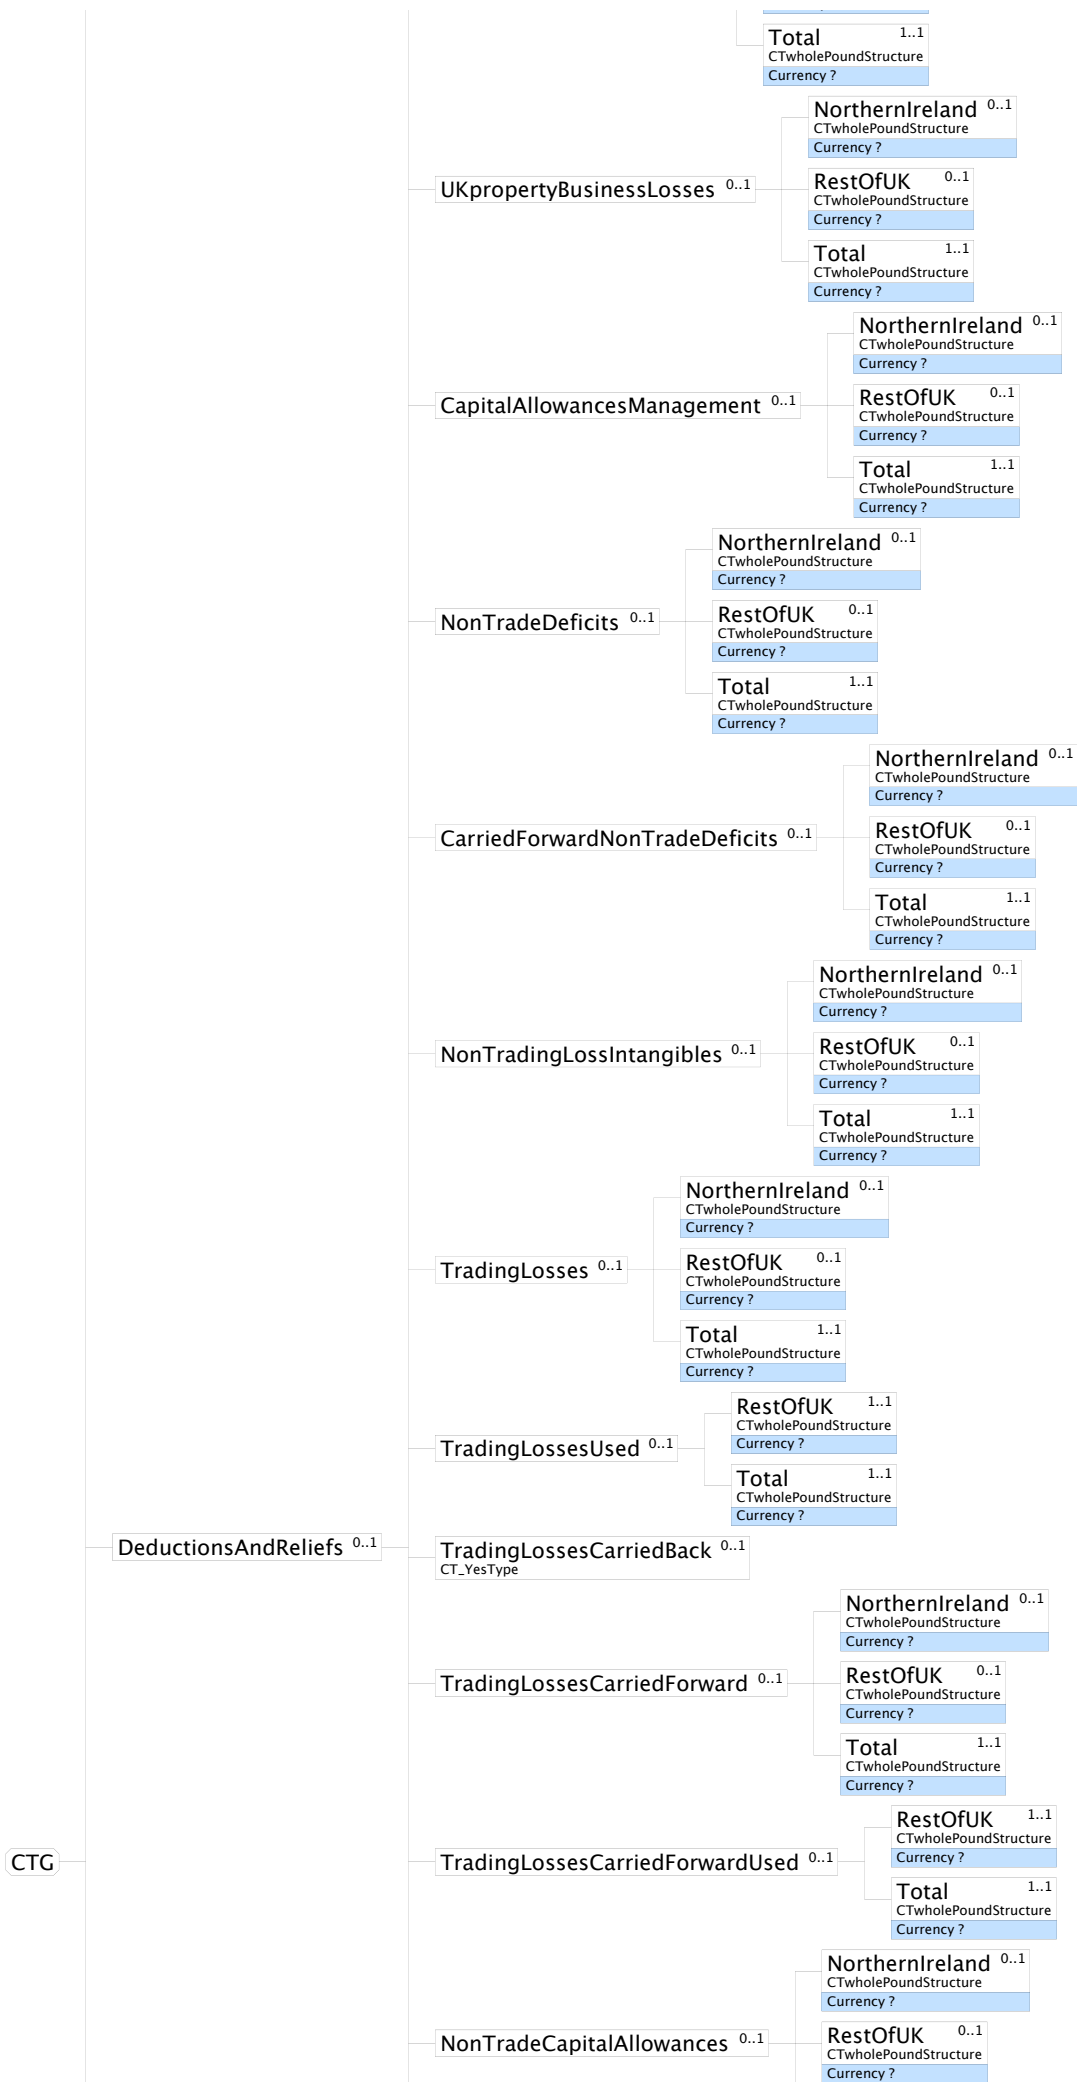 Total 1..1
CTwholePoundStructure
Currency ?
NorthernIreland 0..1
CTwholePoundStructure
Currency ?
UKpropertyBusinessLosses 0..1
RestOfUK 0..1
CTwholePoundStructure
Currency ?
Total 1..1
CTwholePoundStructure
Currency ?
NorthernIreland 0..1
CTwholePoundStructure
Currency ?
CapitalAllowancesManagement 0..1
RestOfUK 0..1
CTwholePoundStructure
Currency ?
Total 1..1
CTwholePoundStructure
Currency ?
NorthernIreland 0..1
CTwholePoundStructure
Currency ?
NonTradeDeficits 0..1
RestOfUK 0..1
CTwholePoundStructure
Currency ?
Total 1..1
CTwholePoundStructure
Currency ?
NorthernIreland 0..1
CTwholePoundStructure
Currency ?
CarriedForwardNonTradeDeficits 0..1
RestOfUK 0..1
CTwholePoundStructure
Currency ?
Total 1..1
CTwholePoundStructure
Currency ?
NorthernIreland 0..1
CTwholePoundStructure
Currency ?
NonTradingLossIntangibles 0..1
RestOfUK 0..1
CTwholePoundStructure
Currency ?
Total 1..1
CTwholePoundStructure
Currency ?
NorthernIreland 0..1
CTwholePoundStructure
Currency ?
TradingLosses 0..1
RestOfUK 0..1
CTwholePoundStructure
Currency ?
Total 1..1
CTwholePoundStructure
Currency ?
TradingLossesUsed 0..1
RestOfUK 1..1
CTwholePoundStructure
Currency ?
Total 1..1
CTwholePoundStructure
Currency ?
DeductionsAndReliefs 0..1
TradingLossesCarriedBack 0..1
CT_YesType
NorthernIreland 0..1
CTwholePoundStructure
Currency ?
TradingLossesCarriedForward 0..1
RestOfUK 0..1
CTwholePoundStructure
Currency ?
Total 1..1
CTwholePoundStructure
Currency ?
CTG
TradingLossesCarriedForwardUsed 0..1
RestOfUK 1..1
CTwholePoundStructure
Currency ?
Total 1..1
CTwholePoundStructure
Currency ?
NorthernIreland 0..1
CTwholePoundStructure
Currency ?
NonTradeCapitalAllowances 0..1
RestOfUK 0..1
CTwholePoundStructure
Currency ?